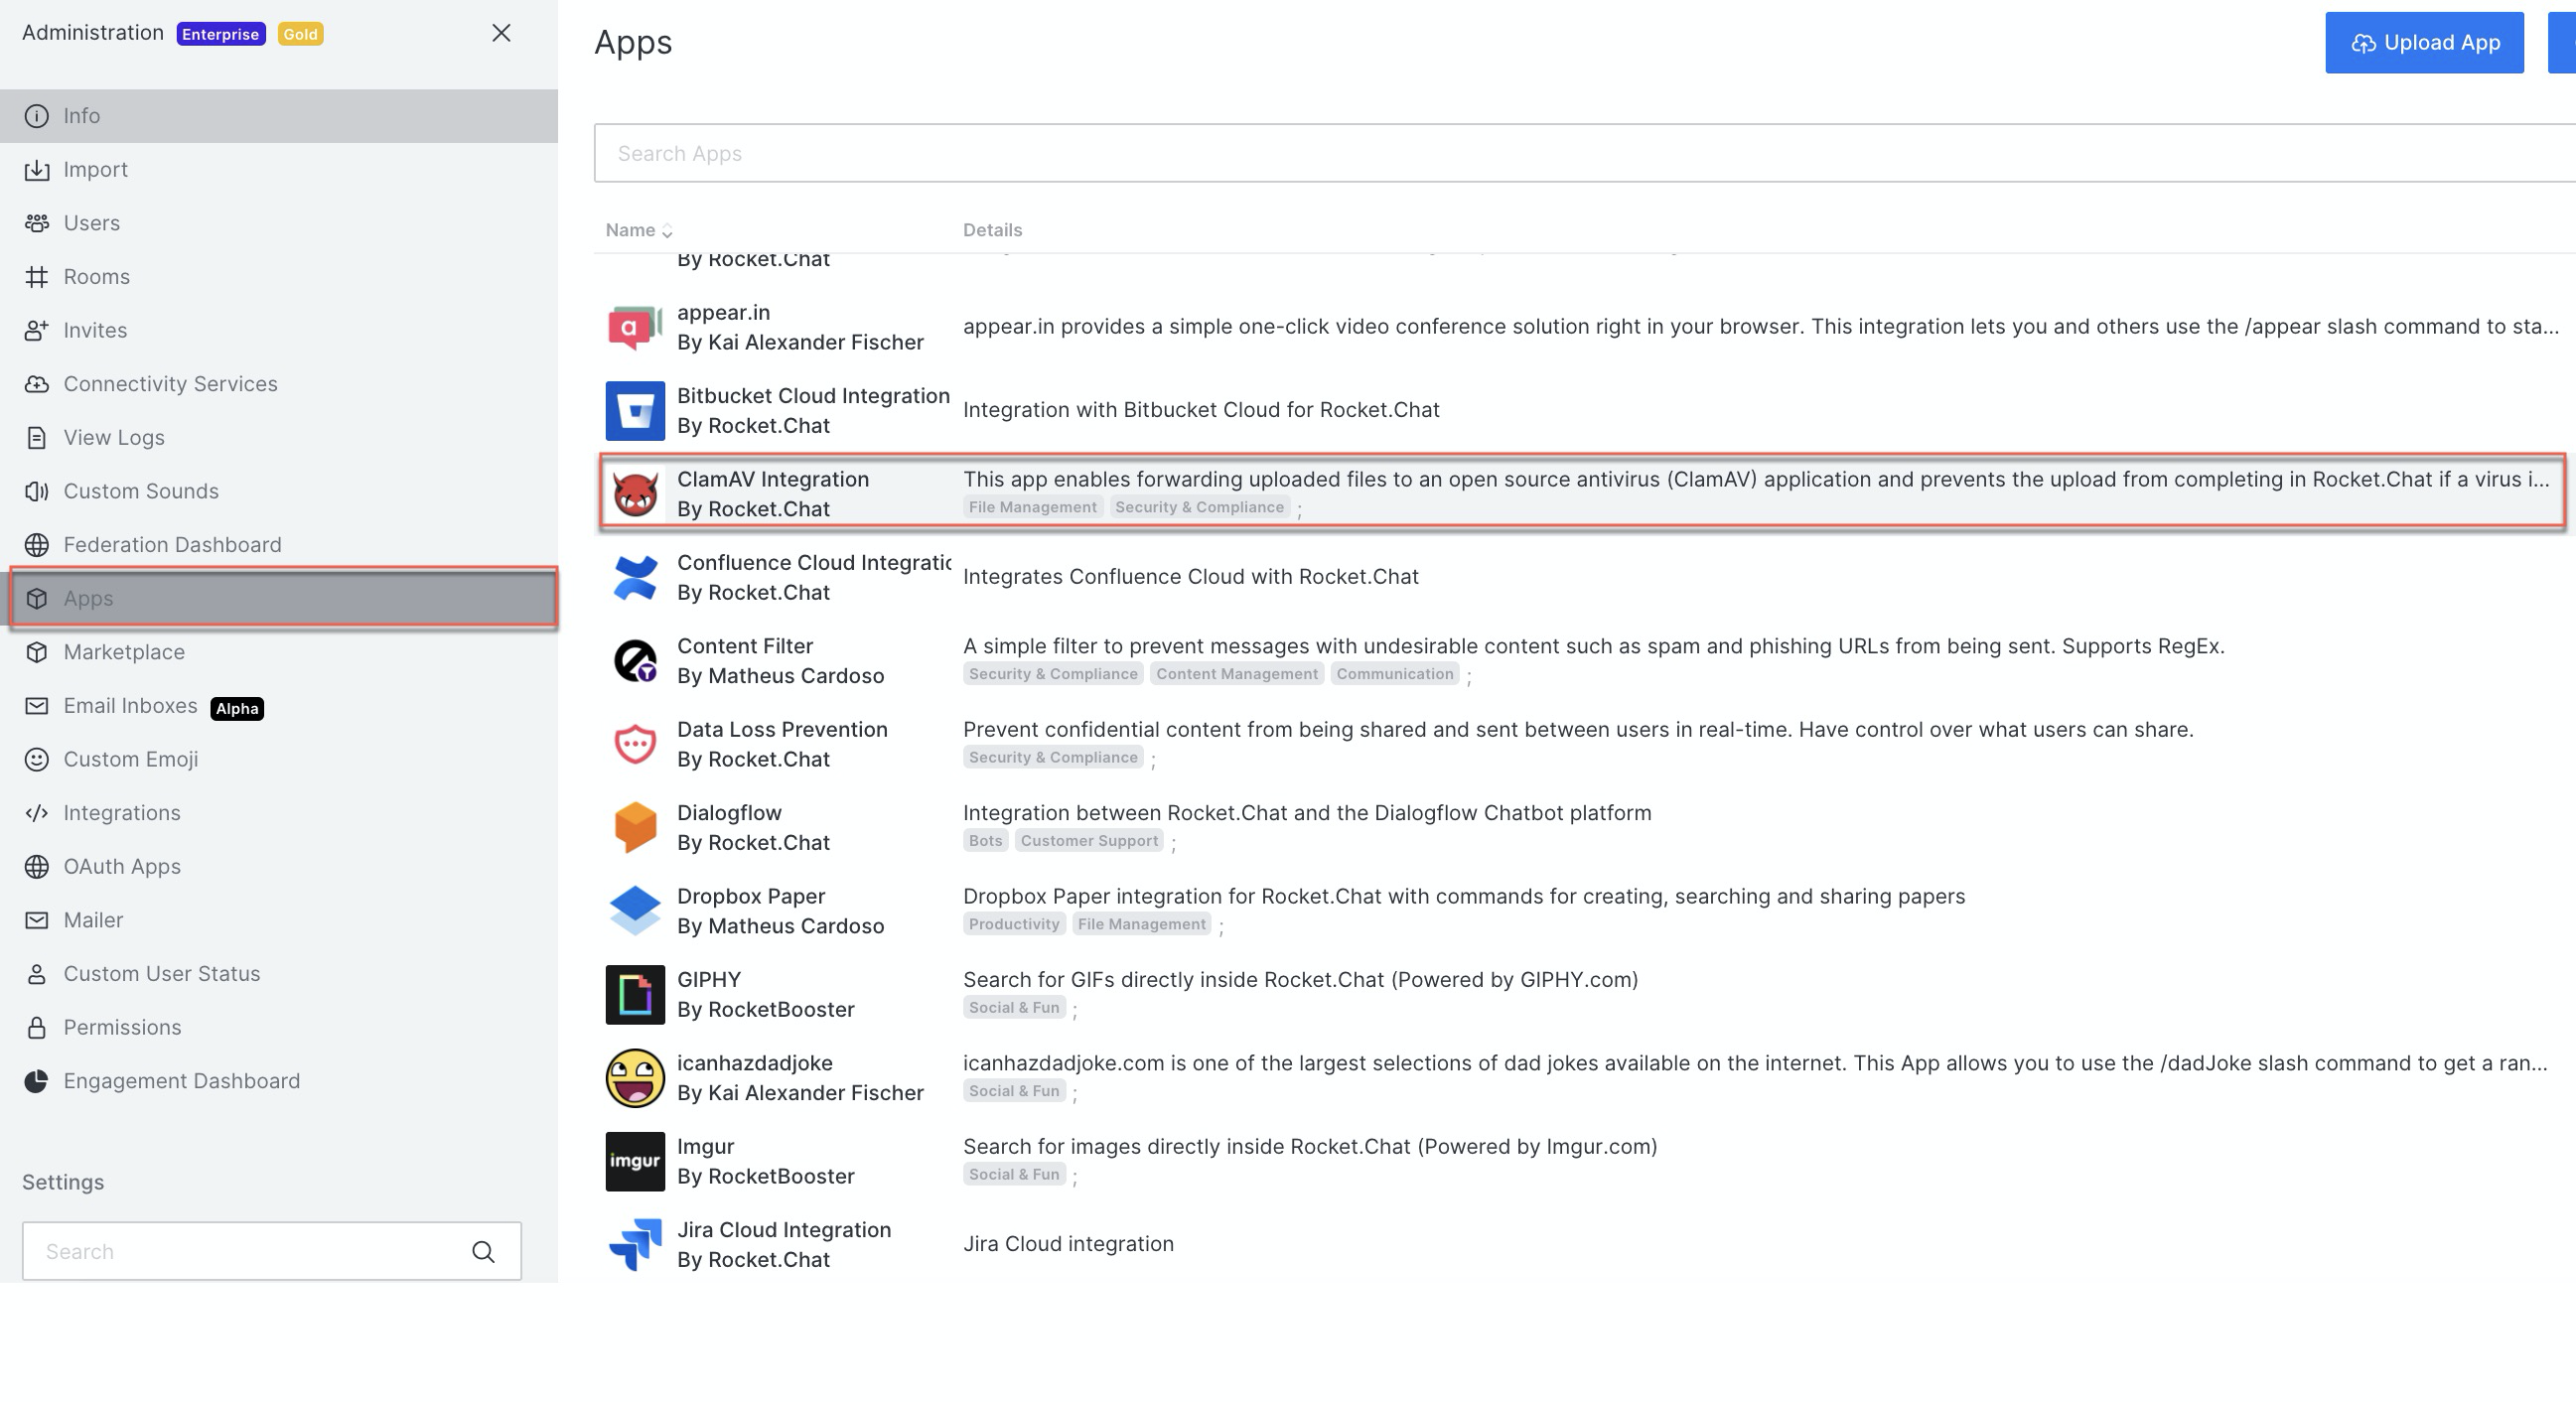 Administration Enterprise Gold
Info
Import
Users
Rooms
Invites
Connectivity Services
View Logs
Custom Sounds
Federation Dashboard
Apps
Marketplace
Email Inboxes Alpha
Custom Emoji
Integrations
OAuth Apps
Mailer
Custom User Status
Permissions
Engagement Dashboard
Settings
Search
Apps
Upload App
Search Apps
Name Details
By Rocket.Chat
appear.in
By Kai Alexander Fischer
appear.in provides a simple one-click video conference solution right in your browser. This integration lets you and others use the /appear slash command to sta...
Bitbucket Cloud Integration
By Rocket.Chat
Integration with Bitbucket Cloud for Rocket.Chat
ClamAV Integration
By Rocket.Chat
This app enables forwarding uploaded files to an open source antivirus (ClamAV) application and prevents the upload from completing in Rocket.Chat if a virus i...
File Management Security & Compliance ;
Confluence Cloud Integratic
By Rocket.Chat
Integrates Confluence Cloud with Rocket.Chat
Content Filter
By Matheus Cardoso
A simple filter to prevent messages with undesirable content such as spam and phishing URLs from being sent. Supports RegEx.
Security & Compliance Content Management Communication ;
Data Loss Prevention
By Rocket.Chat
Prevent confidential content from being shared and sent between users in real-time. Have control over what users can share.
Security & Compliance ;
Dialogflow
By Rocket.Chat
Integration between Rocket.Chat and the Dialogflow Chatbot platform
Bots Customer Support ;
Dropbox Paper
By Matheus Cardoso
Dropbox Paper integration for Rocket.Chat with commands for creating, searching and sharing papers
Productivity File Management ;
GIPHY
By RocketBooster
Search for GIFs directly inside Rocket.Chat (Powered by GIPHY.com)
Social & Fun ;
icanhazdadjoke
By Kai Alexander Fischer
icanhazdadjoke.com is one of the largest selections of dad jokes available on the internet. This App allows you to use the /dadJoke slash command to get a ran...
Social & Fun ;
imgur
Imgur
By RocketBooster
Search for images directly inside Rocket.Chat (Powered by Imgur.com)
Social & Fun ;
Jira Cloud Integration
By Rocket.Chat
Jira Cloud integration